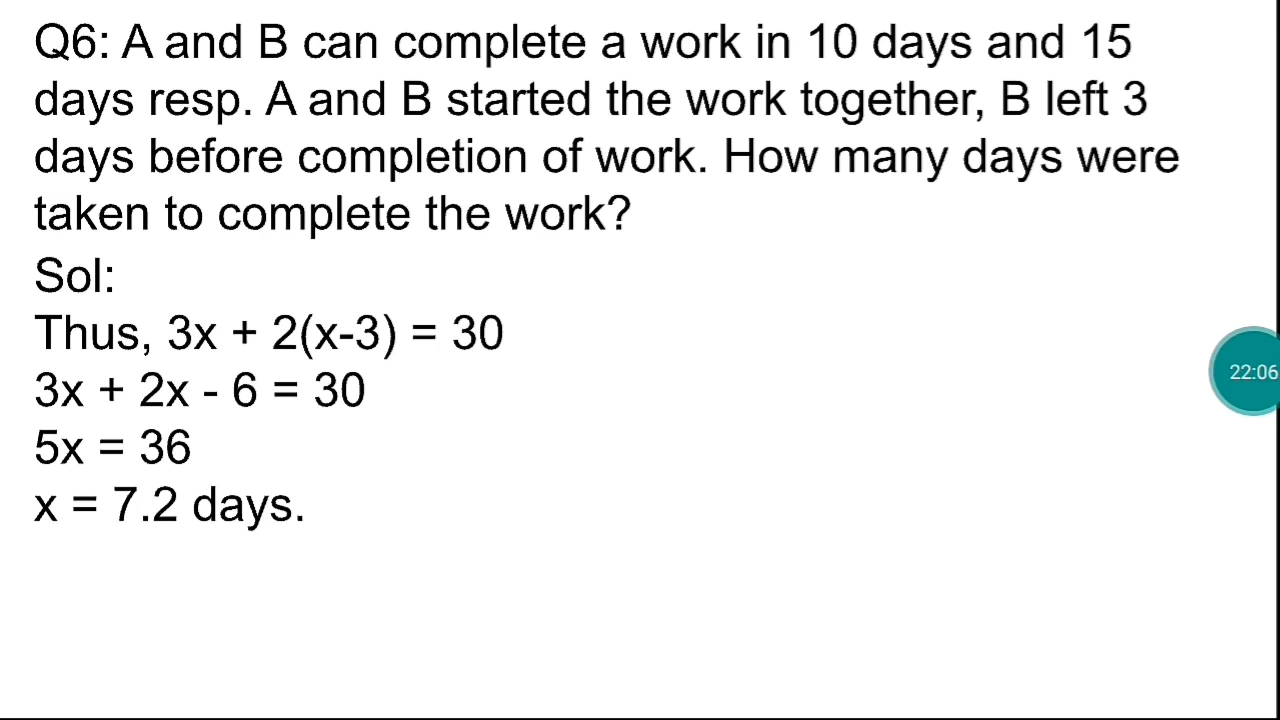 Q6: A and B can complete a work in 10 days and 15
days resp. A and B started the work together, B left 3
days before completion of work. How many days were
taken to complete the work?
Sol:
Thus, 3x + 2(x-3) = 30
3x + 2x - 6 = 30
5x = 36
x = 7.2 days.
22:06